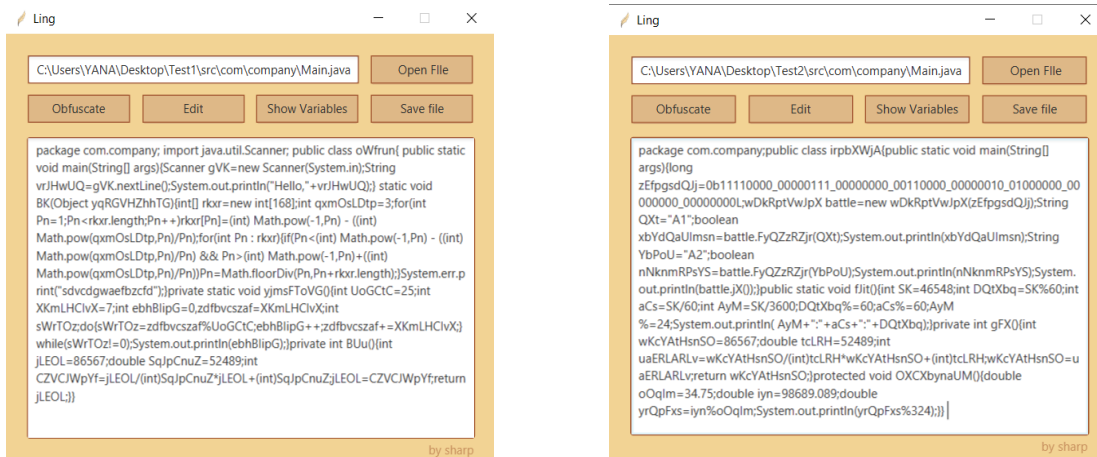 Ling
C:\Users\YANA\Desktop\Test1\src\com\company\Main.java
Open FIle
Obfuscate
Edit
Show Variables
Save file
package com.company; import java.util.Scanner; public class oWfrun{ public static
void main(String[] args){Scanner gVK=new Scanner(System.in);String
vrJHwUQ=gVK.nextLine();System.out.println("Hello,"+vrJHwUQ);} static void
BK(Object yqRGVHZhhTG){int[] rkxr=new int[168];int qxmOsLDtp=3;for(int
Pn=1;Pn<rkxr.length;Pn++)rkxr[Pn]=(int) Math.pow(-1,Pn) - ((int)
Math.pow(qxmOsLDtp,Pn)/Pn);for(int Pn : rkxr){if(Pn<(int) Math.pow(-1,Pn) - ((int)
Math.pow(qxmOsLDtp,Pn)/Pn) && Pn>(int) Math.pow(-1,Pn)+((int)
Math.pow(qxmOsLDtp,Pn)/Pn))Pn=Math.floorDiv(Pn,Pn+rkxr.length);}System.err.p
rint("sdvcdgwaefbzcfd");}private static void yjmsFToVG(){int UoGCtC=25;int
XKmLHClvX=7;int ebhBlipG=0,zdfbvcszaf=XKmLHClvX;int
sWrTOz;do{sWrTOz=zdfbvcszaf%UoGCtC;ebhBlipG++;zdfbvcszaf+=XKmLHClvX;}
while(sWrTOz!=0);System.out.println(ebhBlipG);}private int BUu(){int
jLEOL=86567;double SqJpCnuZ=52489;int
CZVCJWpYf=jLEOL/(int)SqJpCnuZ*jLEOL+(int)SqJpCnuZ;jLEOL=CZVCJWpYf;return
jLEOL;}}
by sharp
Ling
C:\Users\YANA\Desktop\Test2\src\com\company\Main.java
Open FIle
Obfuscate
Edit
Show Variables
Save file
package com.company;public class irpbXWjA{public static void main(String[]
args){long
zEfpgsdQJj=0b11110000_00000111_00000000_00110000_00000010_01000000_00
000000_00000000L;wDkRptVwJpX battle=new wDkRptVwJpX(zEfpgsdQJj);String
QXt="A1";boolean
xbYdQaUlmsn=battle.FyQZzRZjr(QXt);System.out.println(xbYdQaUlmsn);String
YbPoU="A2";boolean
nNknmRPsYS=battle.FyQZzRZjr(YbPoU);System.out.println(nNknmRPsYS);System.
out.println(battle.jX());}public static void fJit(){int SK=46548;int DQtXbq=SK%60;int
aCs=SK/60;int AyM=SK/3600;DQtXbq%=60;aCs%=60;AyM
%=24;System.out.println( AyM+":"+aCs+":"+DQtXbq);}private int gFX(){int
wKcYAtHsnSO=86567;double tcLRH=52489;int
uaERLARLv=wKcYAtHsnSO/(int)tcLRH*wKcYAtHsnSO+(int)tcLRH;wKcYAtHsnSO=u
aERLARLv;return wKcYAtHsnSO;}protected void OXCXbynaUM(){double
oOqIm=34.75;double iyn=98689.089;double
yrQpFxs=iyn%oOqIm;System.out.println(yrQpFxs%324);}}
by sharp